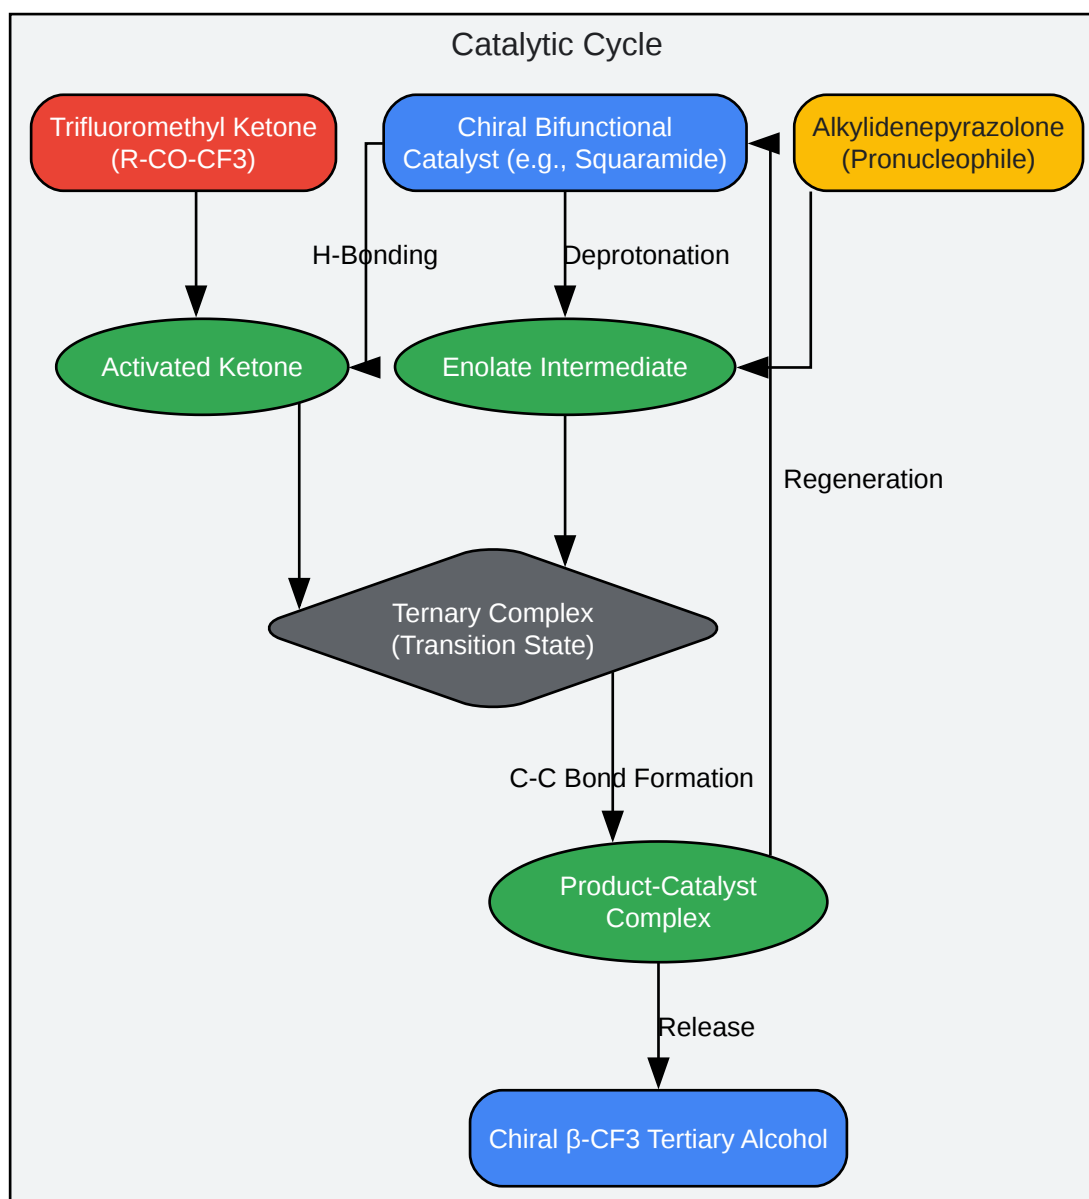 Catalytic Cycle
Trifluoromethyl Ketone
(R-CO-CF3)
Chiral Bifunctional
Catalyst (e.g., Squaramide)
Alkylidenepyrazolone
(Pronucleophile)
H-Bonding
Deprotonation
Activated Ketone
Enolate Intermediate
Regeneration
Ternary Complex
(Transition State)
C-C Bond Formation
Product-Catalyst
Complex
Release
Chiral β-CF3 Tertiary Alcohol